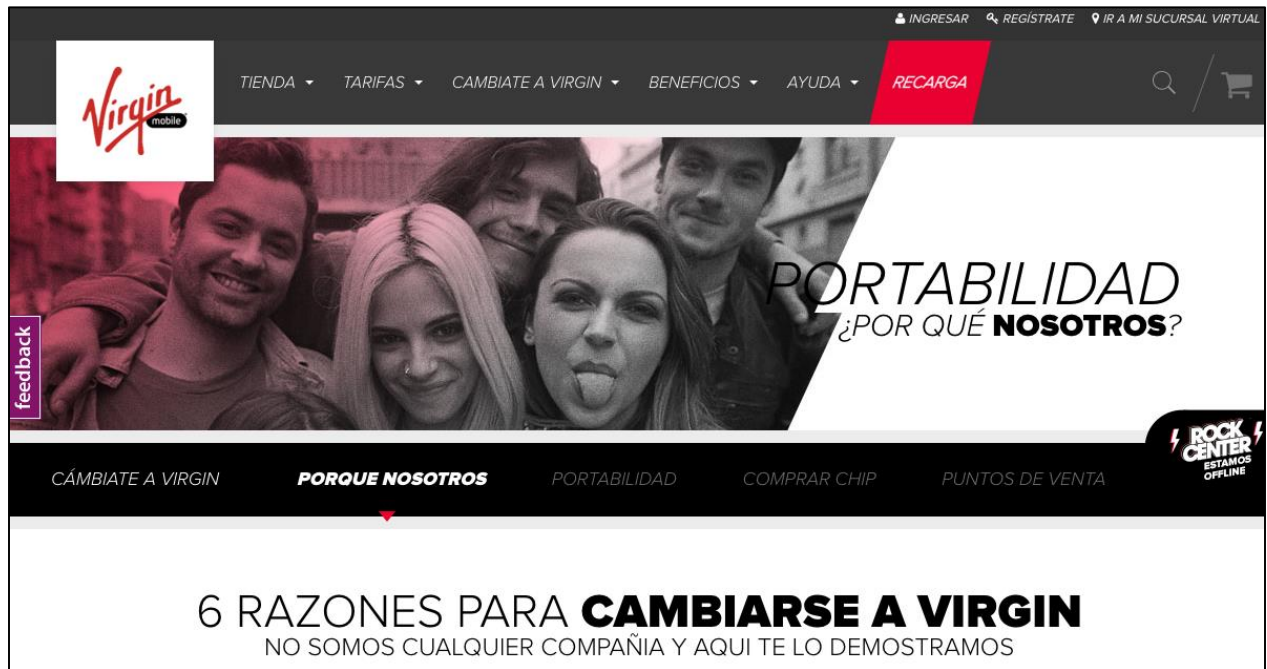 INGRESAR REGÍSTRATE IR A MI SUCURSAL VIRTUAL
Virgin
mobile
TIENDA TARIFAS CAMBIATE A VIRGIN BENEFICIOS AYUDA RECARGA
PORTABILIDAD
¿POR QUÉ NOSOTROS?
feedback
ROCK
CENTER
ESTAMOS
OFFLINE
CÁMBIATE A VIRGIN PORQUE NOSOTROS PORTABILIDAD COMPRAR CHIP PUNTOS DE VENTA
6 RAZONES PARA CAMBIARSE A VIRGIN
NO SOMOS CUALQUIER COMPAÑIA Y AQUI TE LO DEMOSTRAMOS